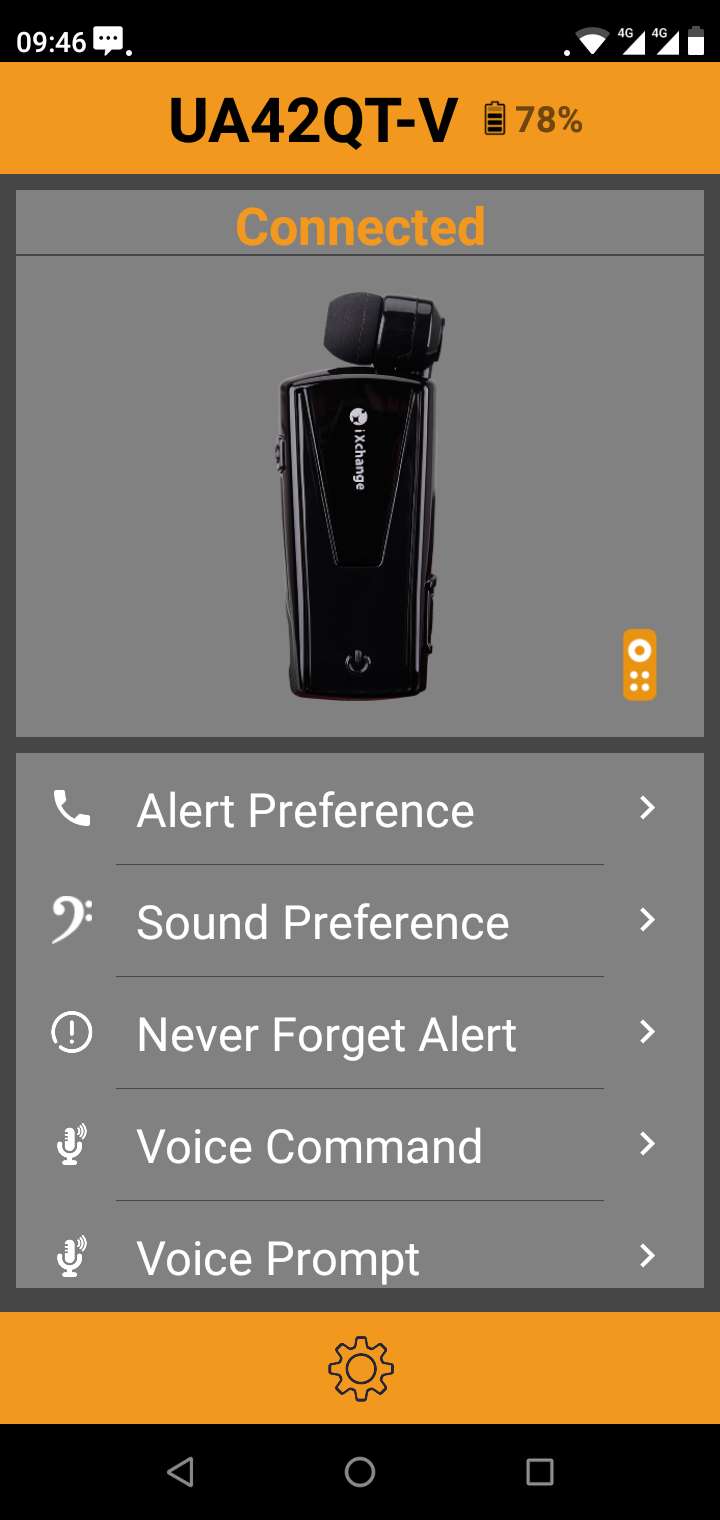 09:46
4G 4G
UA42QT-V 78%
Connected
iXchange
Alert Preference
Sound Preference
Never Forget Alert
Voice Command
Voice Prompt